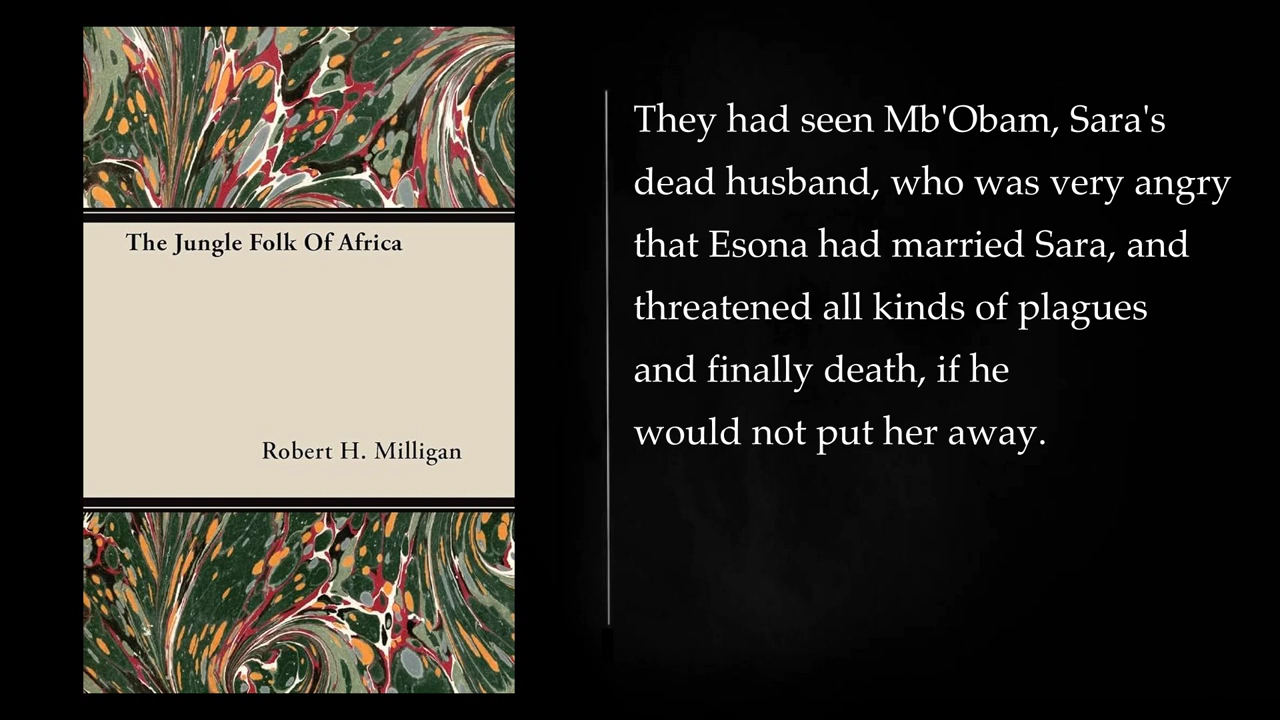 The Jungle Folk Of Africa
Robert H. Milligan
They had seen Mb'Obam, Sara's
dead husband, who was very angry
that Esona had married Sara, and
threatened all kinds of plagues
and finally death, if he
would not put her away.